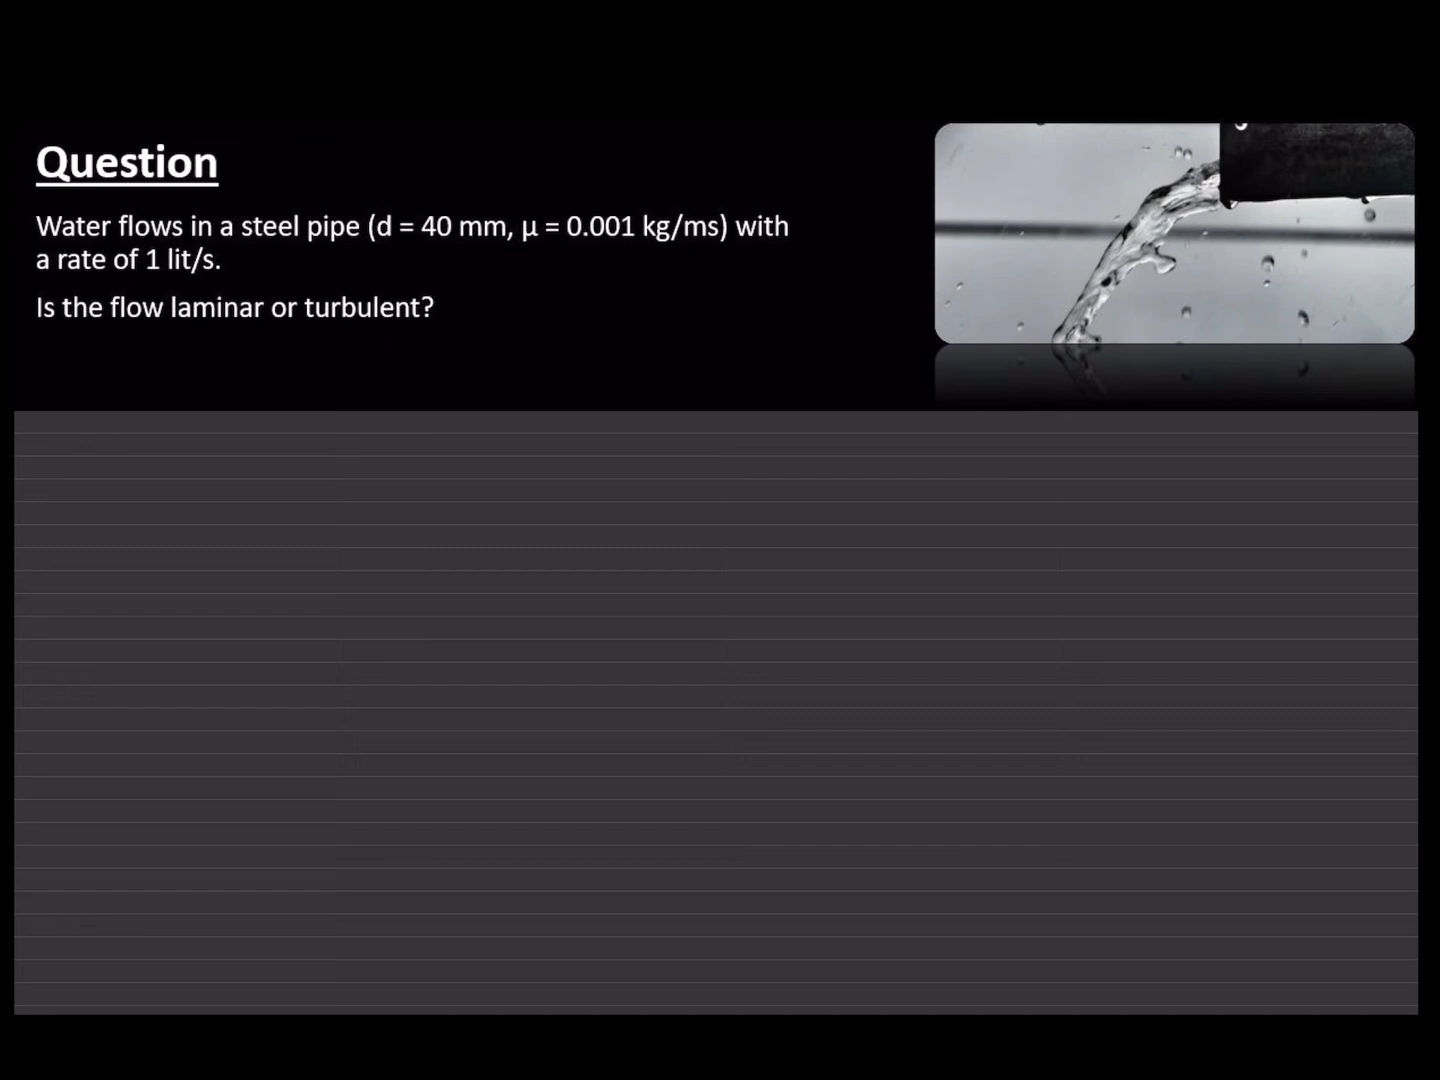 Question
Water flows in a steel pipe (d = 40 mm, μ = 0.001 kg/ms) with
a rate of 1 lit/s.
Is the flow laminar or turbulent?